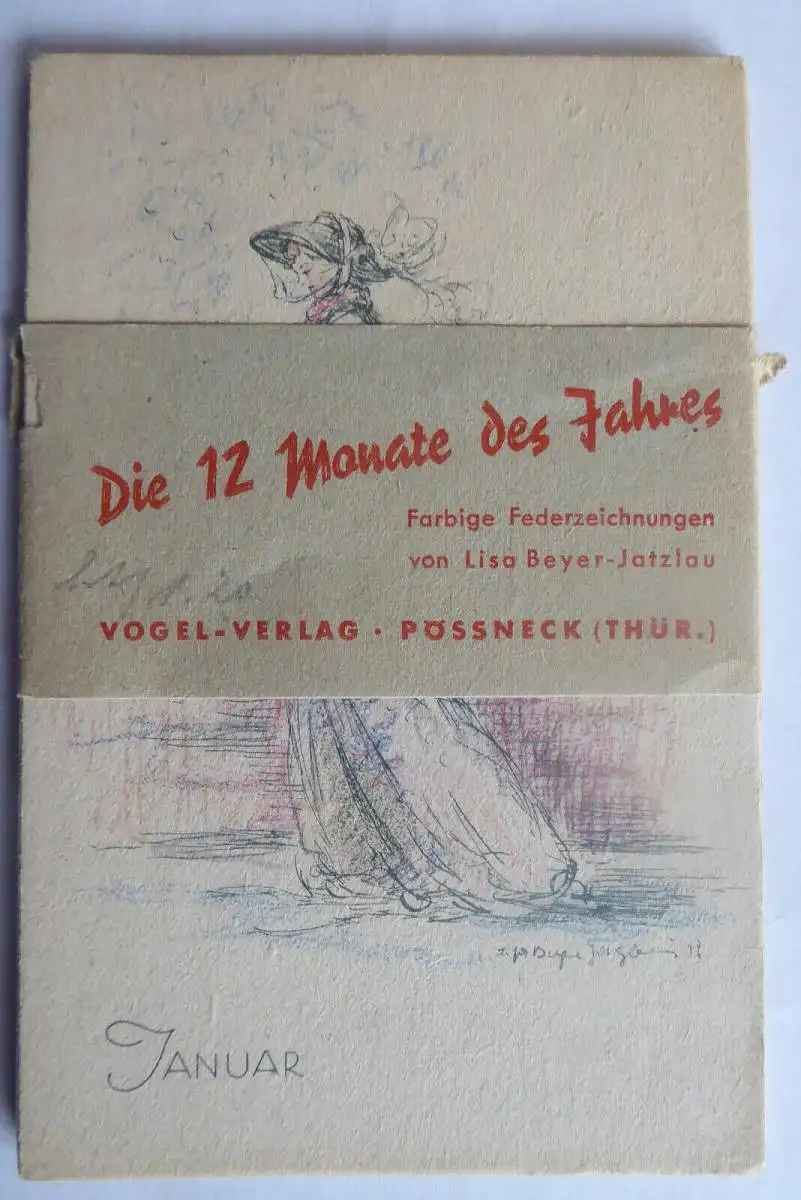 Die 12 Monate des Jahres
Farbige Federzeichnungen
von Lisa Beyer-Jatzlau
VOGEL-VERLAG · PÖSSNECK (THÜR.)
JANUAR